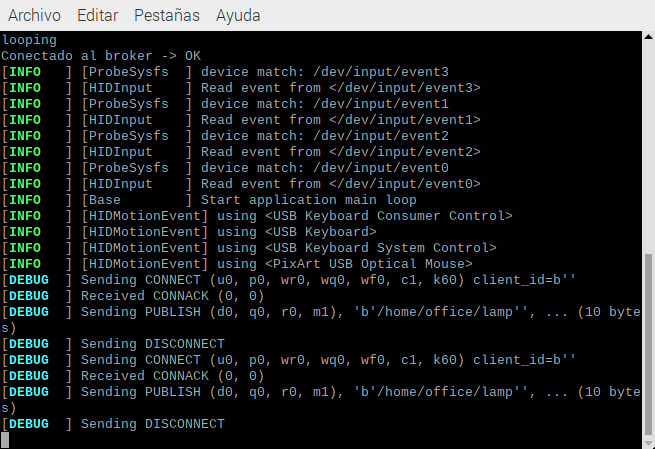 Archivo Editar Pestañas Ayuda
looping
Conectado al broker -> OK
[INFO   ] [ProbeSysfs  ] device match: /dev/input/event3
[INFO   ] [HIDInput    ] Read event from </dev/input/event3>
[INFO   ] [ProbeSysfs  ] device match: /dev/input/event1
[INFO   ] [HIDInput    ] Read event from </dev/input/event1>
[INFO   ] [ProbeSysfs  ] device match: /dev/input/event2
[INFO   ] [HIDInput    ] Read event from </dev/input/event2>
[INFO   ] [ProbeSysfs  ] device match: /dev/input/event0
[INFO   ] [HIDInput    ] Read event from </dev/input/event0>
[INFO   ] [Base        ] Start application main loop
[INFO   ] [HIDMotionEvent] using <USB Keyboard Consumer Control>
[INFO   ] [HIDMotionEvent] using <USB Keyboard>
[INFO   ] [HIDMotionEvent] using <USB Keyboard System Control>
[INFO   ] [HIDMotionEvent] using <PixArt USB Optical Mouse>
[DEBUG  ] Sending CONNECT (u0, p0, wr0, wq0, wf0, c1, k60) client_id=b''
[DEBUG  ] Received CONNACK (0, 0)
[DEBUG  ] Sending PUBLISH (d0, q0, r0, m1), 'b'/home/office/lamp'', ... (10 byte
s)
[DEBUG  ] Sending DISCONNECT
[DEBUG  ] Sending CONNECT (u0, p0, wr0, wq0, wf0, c1, k60) client_id=b''
[DEBUG  ] Received CONNACK (0, 0)
[DEBUG  ] Sending PUBLISH (d0, q0, r0, m1), 'b'/home/office/lamp'', ... (10 byte
s)
[DEBUG  ] Sending DISCONNECT